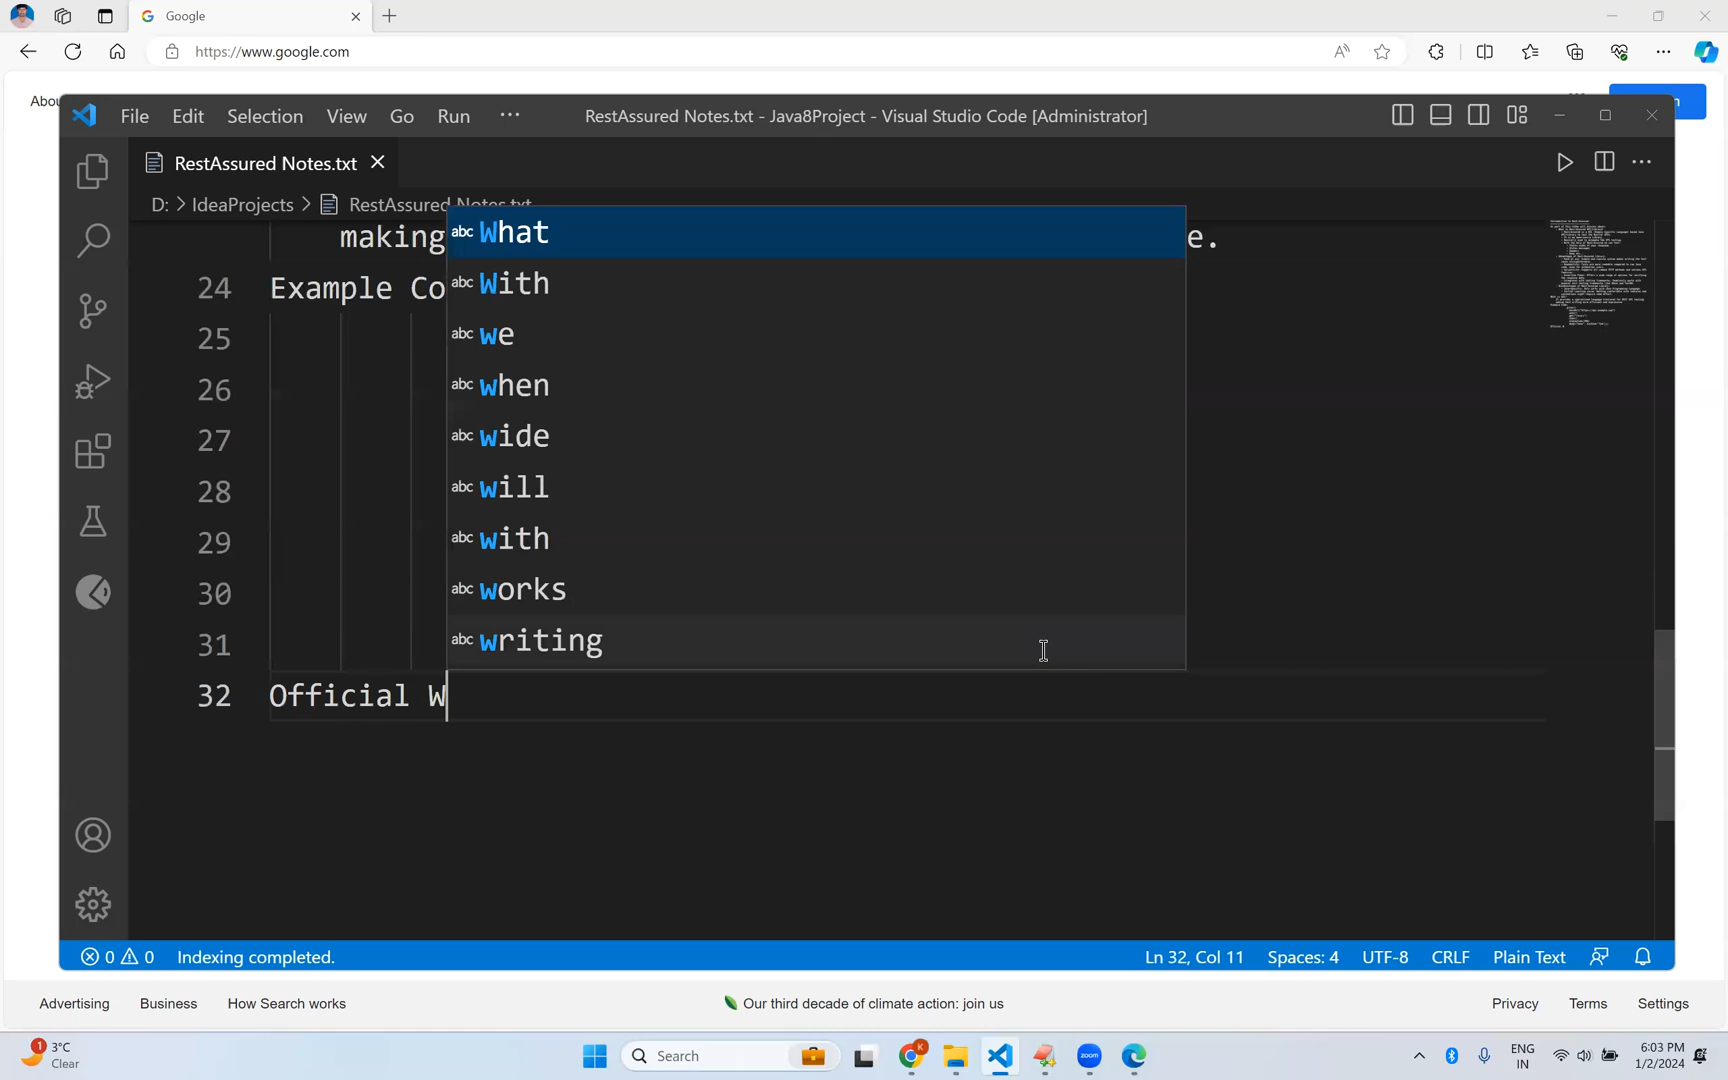 Google
https://www.google.com
Abou
File Edit Selection View Go Run ...
RestAssured Notes.txt - Java8Project - Visual Studio Code [Administrator]
RestAssured Notes.txt
D: > IdeaProjects > RestAssured Notes.txt
making e.
24 Example Co
25
26
27
28
29
30
31
32 Official W
abc What
abc With
abc we
abc when
abc wide
abc will
abc with
abc works
abc writing
0 0 Indexing completed.
Ln 32, Col 11 Spaces: 4 UTF-8 CRLF Plain Text
Advertising Business How Search works
Our third decade of climate action: join us
Privacy Terms Settings
1 3°C
Clear
Search
K
zoom
ENG
IN
6:03 PM
1/2/2024